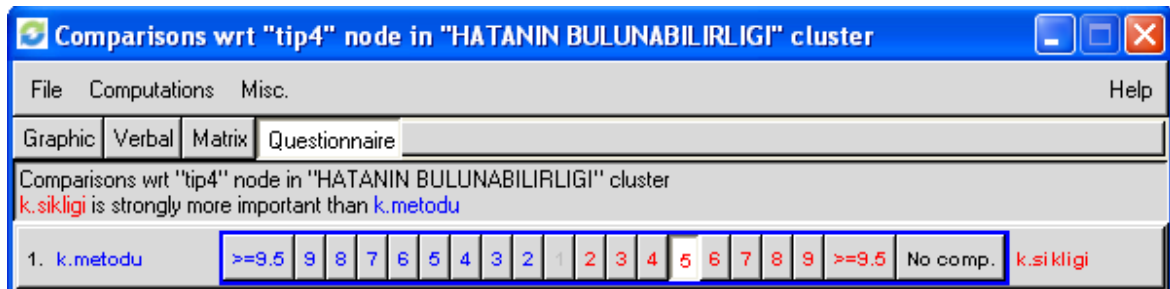 Comparisons wrt "tip4" node in "HATANIN BULUNABILIRLIGI" cluster
File Computations Misc. Help
Graphic Verbal Matrix Questionnaire
Comparisons wrt "tip4" node in "HATANIN BULUNABILIRLIGI" cluster
k.sikligi is strongly more important than k.metodu
1. k.metodu >=9.5 9 8 7 6 5 4 3 2 1 2 3 4 5 6 7 8 9 >=9.5 No comp. k.sikligi